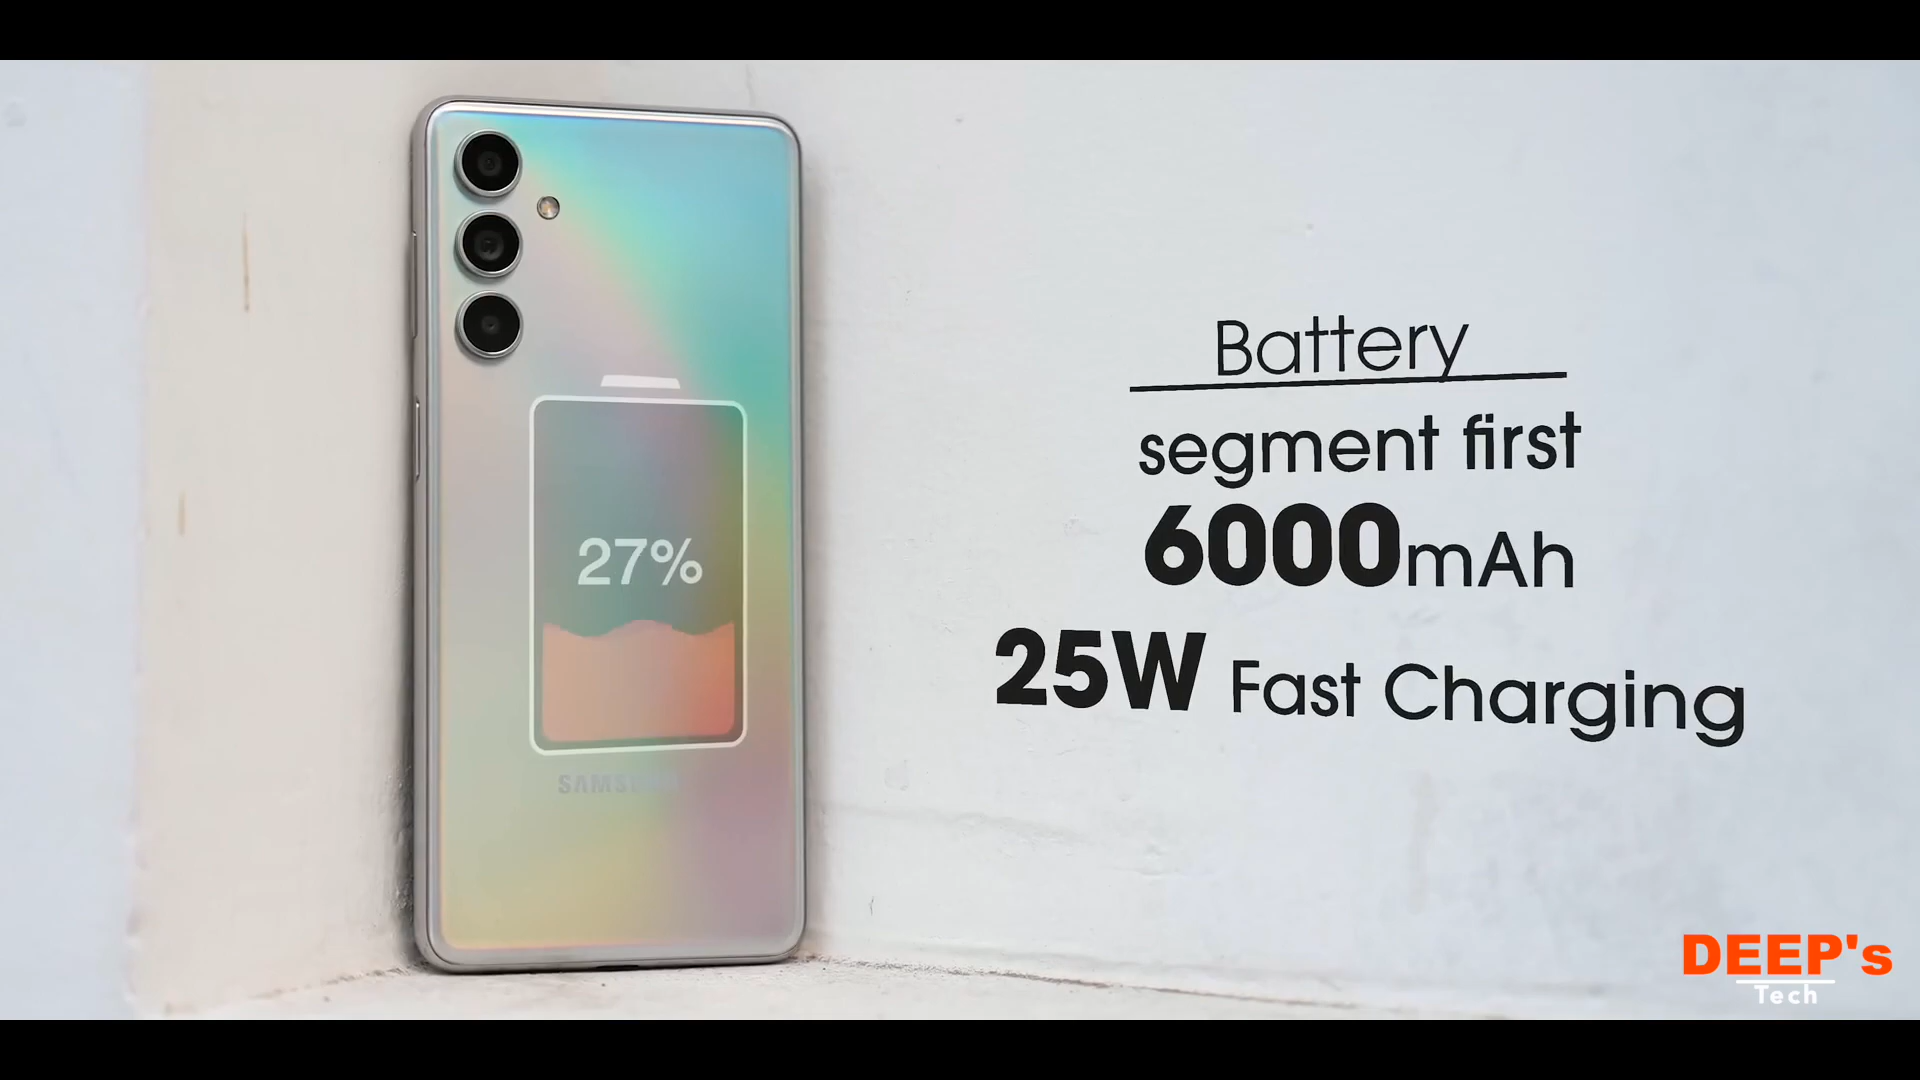 27%
SAMSUNG
Battery
segment first
6000mAh
25W Fast Charging
DEEP's
Tech